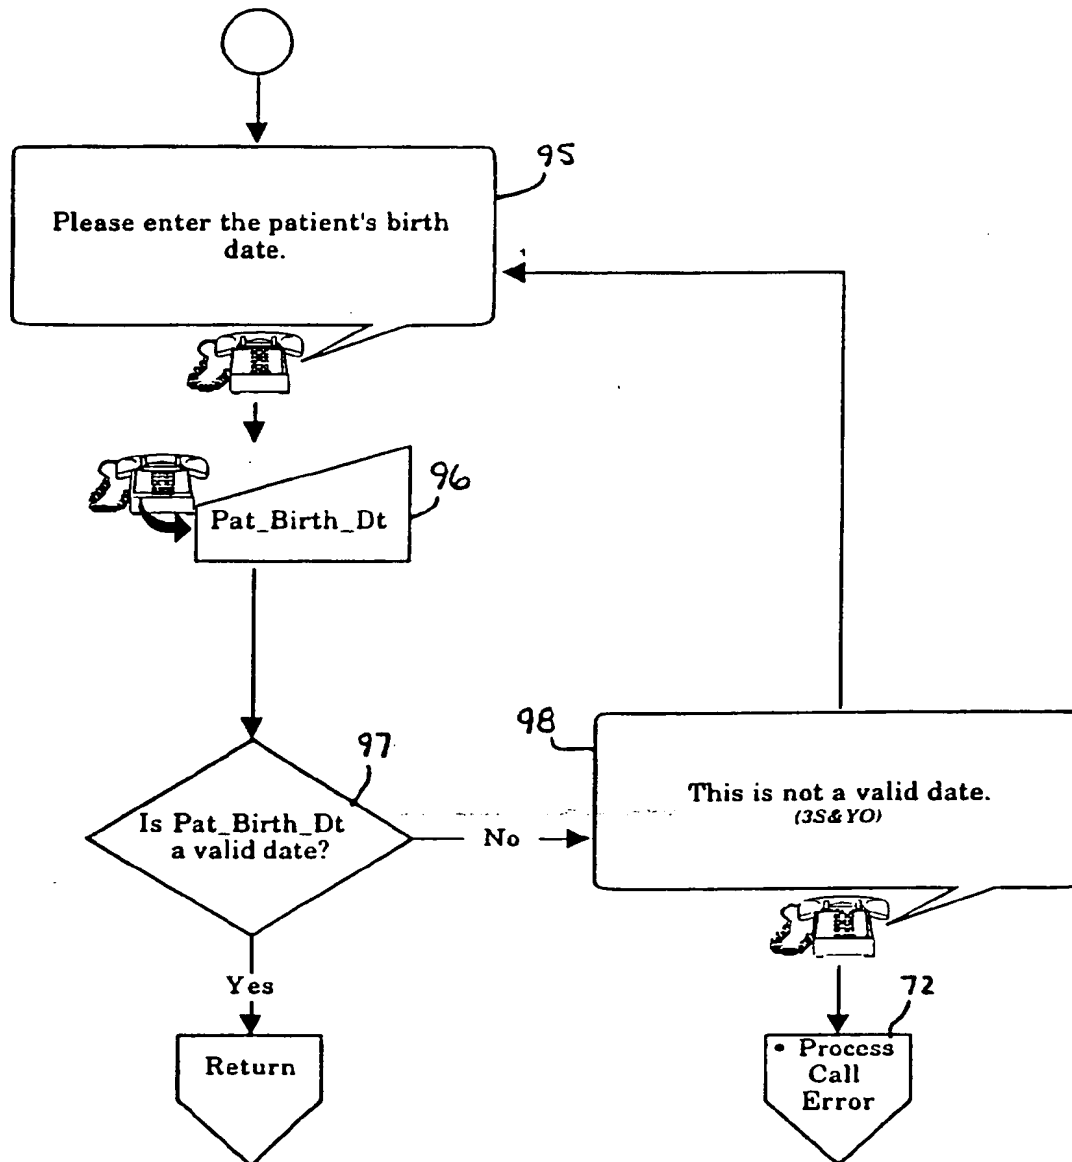 95
Please enter the patient's birth
date.
96
Pat_Birth_Dt
97
Is Pat_Birth_Dt
a valid date?
No
98
This is not a valid date.
(3S&YO)
Yes
Return
72
• Process
Call
Error